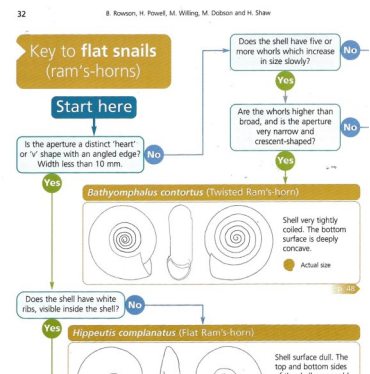 32
B. Rowson, H. Powell, M. Willing, M. Dobson and H. Shaw
Key to flat snails
(ram's-horns)
Start here
Is the aperture a distinct 'heart'
or 'v' shape with an angled edge?
Width less than 10 mm.
No
Yes
Does the shell have five or
more whorls which increase
in size slowly?
No
Yes
Are the whorls higher than
broad, and is the aperture
very narrow and
crescent-shaped?
No
Yes
Bathyomphalus contortus (Twisted Ram's-horn)
Shell very tightly
coiled. The bottom
surface is deeply
concave.
Actual size
p. 48
Does the shell have white
ribs, visible inside the shell?
No
Yes
Hippeutis complanatus (Flat Ram's-horn)
Shell surface dull. The
top and bottom sides